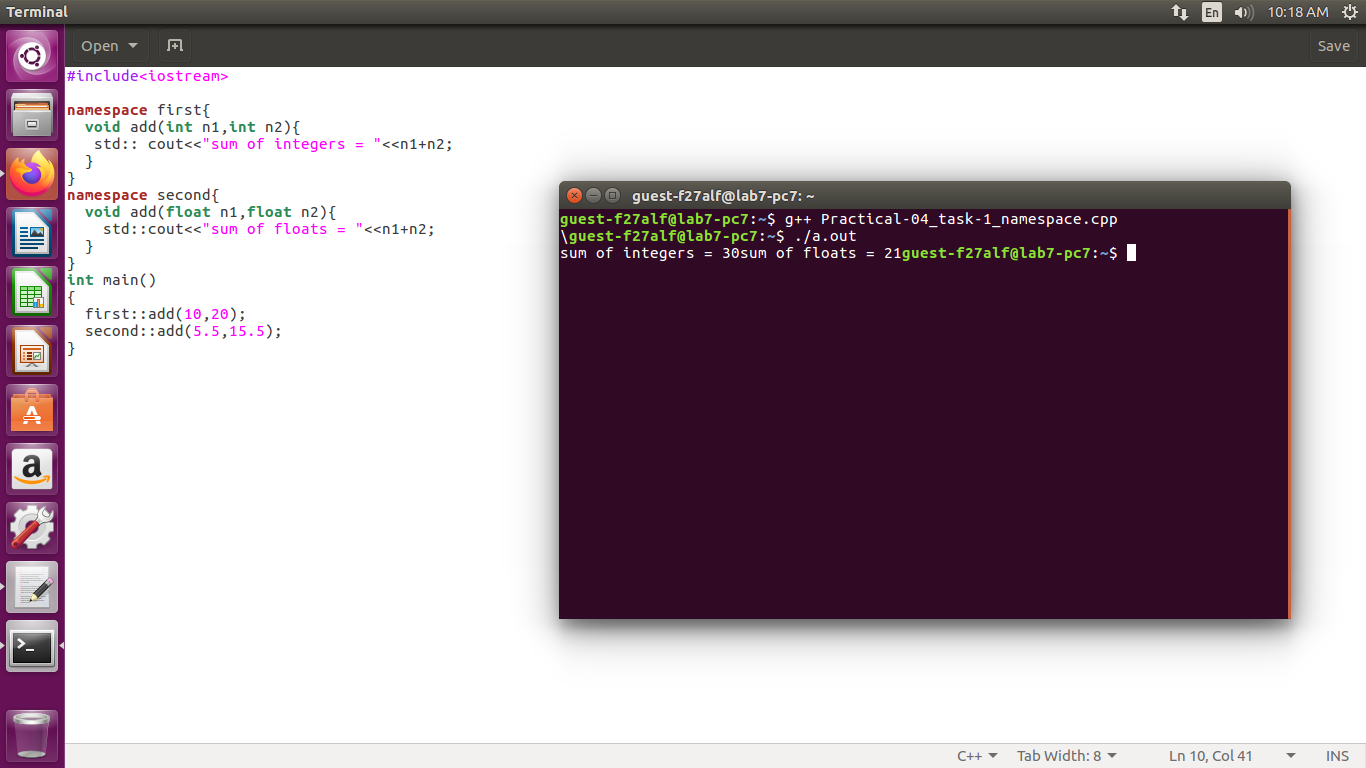 Terminal
En
10:18 AM
Open
Save
#include<iostream>
namespace first{
void add(int n1,int n2){
std:: cout<<"sum of integers = "<<n1+n2;
}
}
namespace second{
void add(float n1,float n2){
std::cout<<"sum of floats = "<<n1+n2;
}
}
int main()
{
first::add(10,20);
second::add(5.5,15.5);
}
guest-f27alf@lab7-pc7: ~
guest-f27alf@lab7-pc7:~$ g++ Practical-04_task-1_namespace.cpp
\guest-f27alf@lab7-pc7:~$ ./a.out
sum of integers = 30sum of floats = 21guest-f27alf@lab7-pc7:~$
C++
Tab Width: 8
Ln 10, Col 41
INS